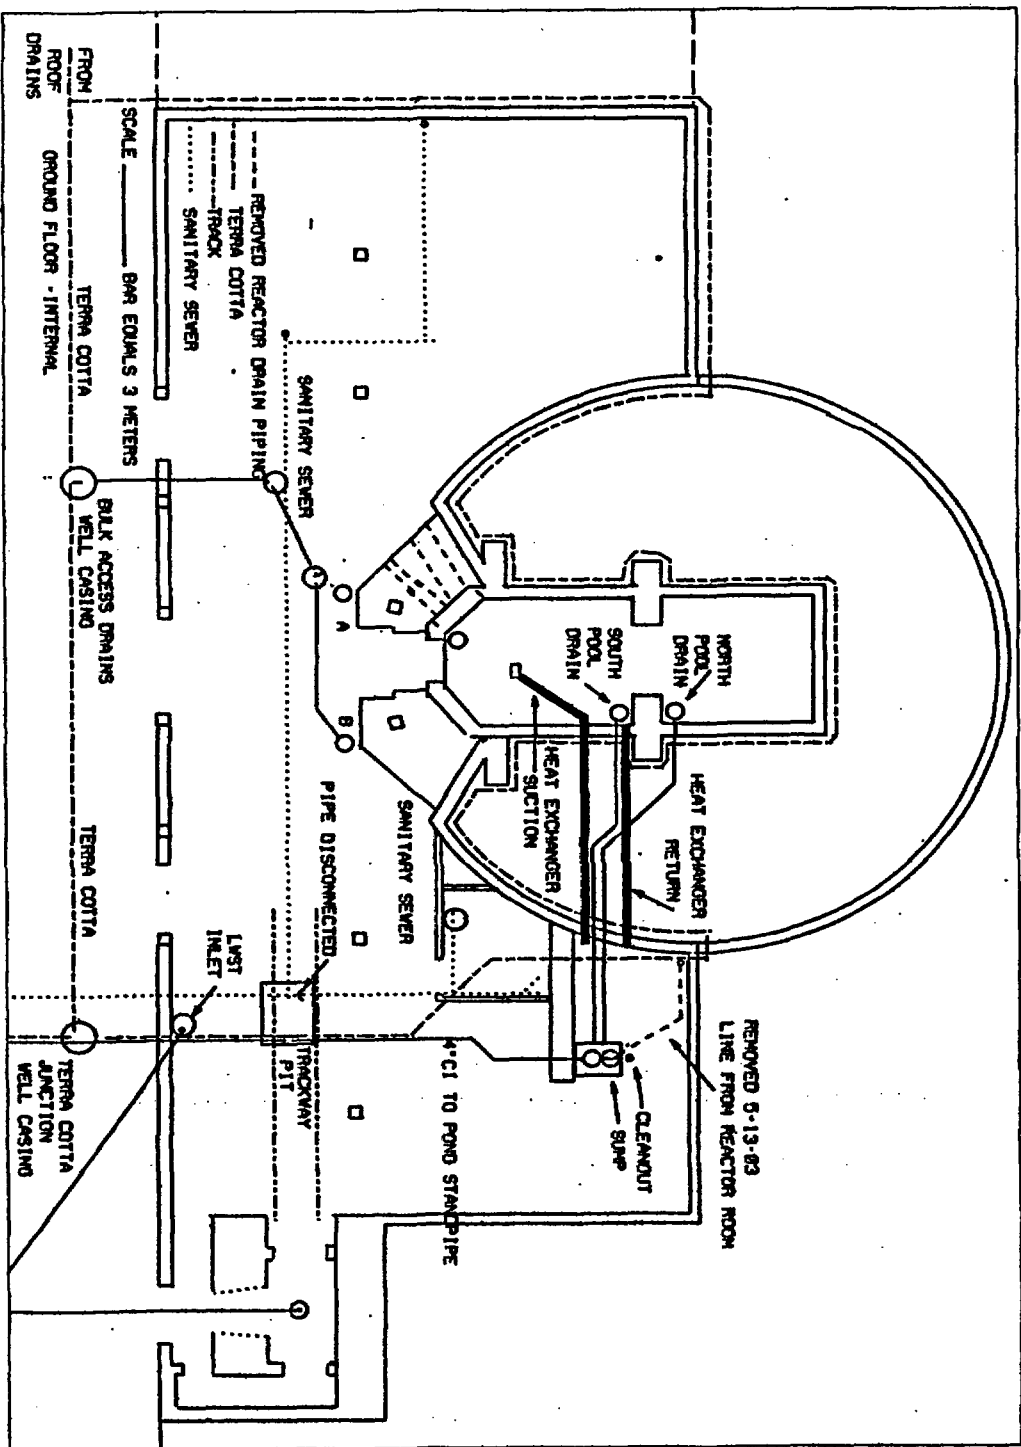 REMOVED 5-13-83
LINE FROM REACTOR ROOM
NORTH
POOL
DRAIN
SOUTH
POOL
DRAIN
HEAT EXCHANGER
RETURN
CLEANOUT
SUMP
HEAT EXCHANGER
SUCTION
4"CI TO POND STANDPIPE
SANITARY SEWER
A
B
PIPE DISCONNECTED
SANITARY SEWER
TRACKWAY
PIT
REMOVED REACTOR DRAIN PIPING
TERRA COTTA
TRACK
SANITARY SEWER
LWST
INLET
SCALE
BAR EQUALS 3 METERS
BULK ACCESS DRAINS
WELL CASING
FROM
ROOF
DRAINS
TERRA COTTA
TERRA COTTA
TERRA COTTA
JUNCTION
WELL CASING
GROUND FLOOR - INTERNAL